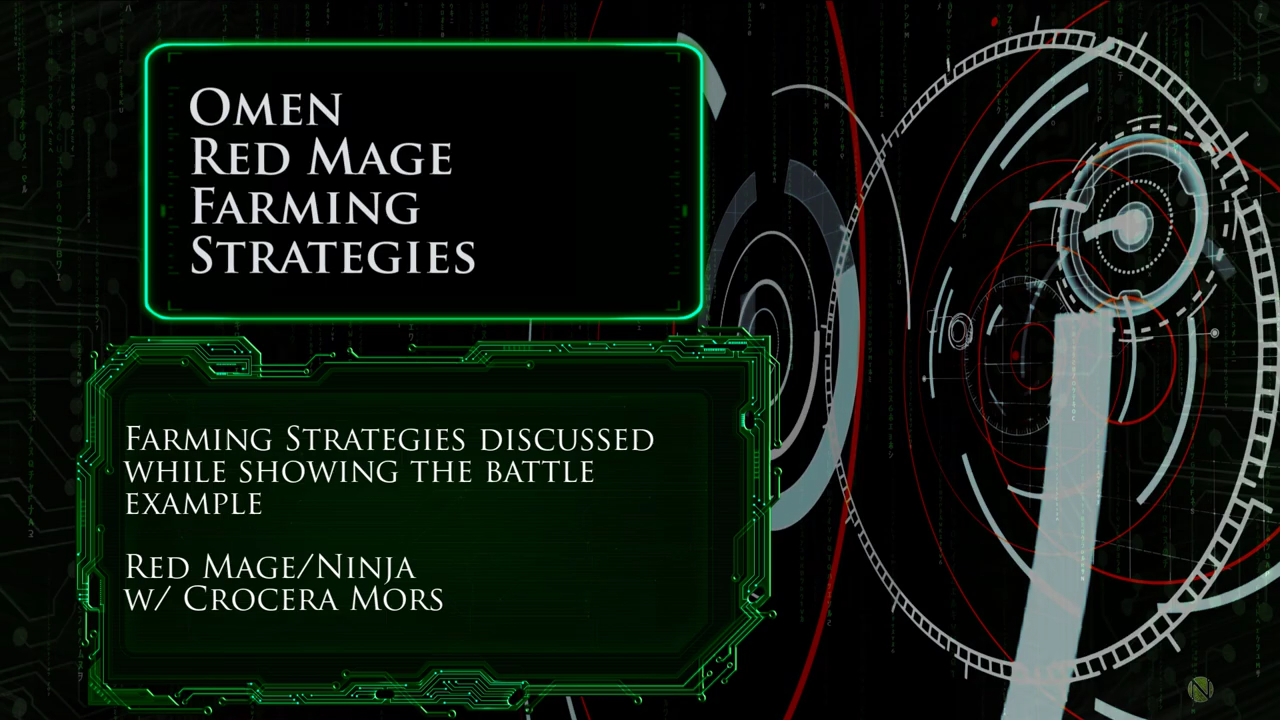 Omen
Red Mage
Farming
Strategies
Farming Strategies discussed
while showing the battle
example
Red Mage/Ninja
w/ Crocera Mors